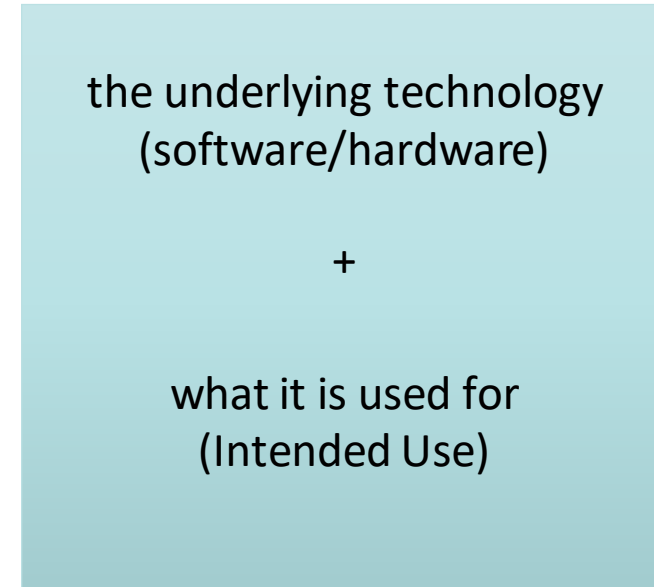 the underlying technology
(software/hardware)
+
what it is used for
(Intended Use)